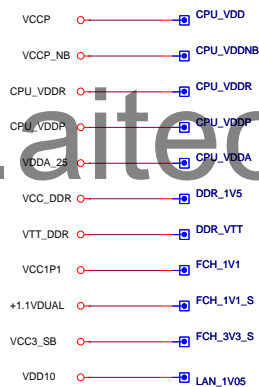 VCCP CPU_VDD
VCCP_NB CPU_VDDNB
CPU_VDDR CPU_VDDR
CPU_VDDP CPU_VDDP
VDDA_25 CPU_VDDA
VCC_DDR DDR_1V5
VTT_DDR DDR_VTT
VCC1P1 FCH_1V1
+1.1VDUAL FCH_1V1_S
VCC3_SB FCH_3V3_S
VDD10 LAN_1V05
.aitec